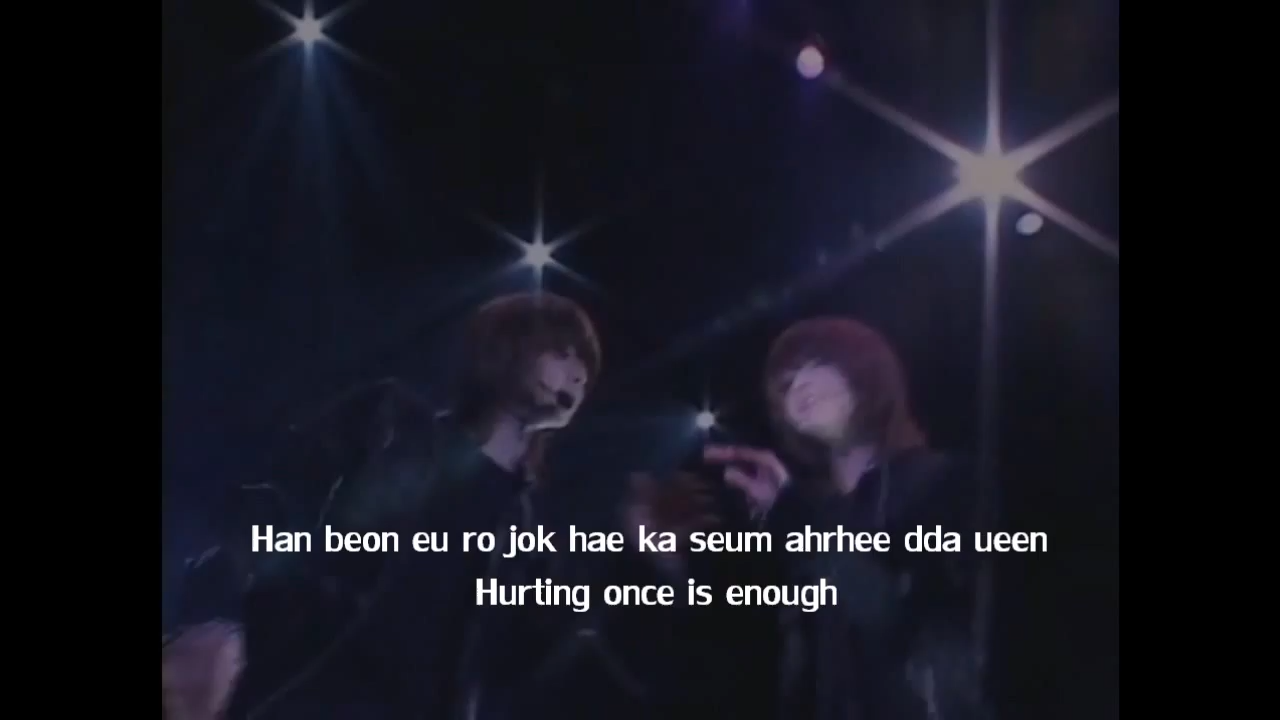 Han beon eu ro jok hae ka seum ahrhee dda ueen
Hurting once is enough